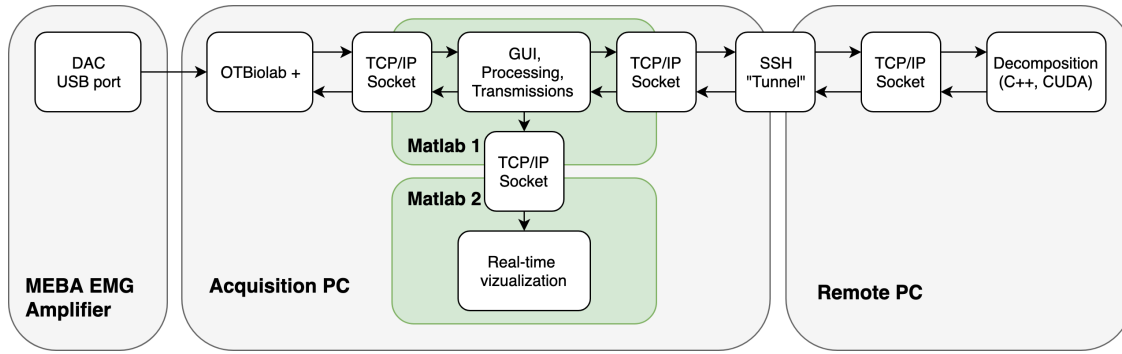 DAC
USB port
OTBiolab +
TCP/IP
Socket
GUI,
Processing,
Transmissions
TCP/IP
Socket
SSH
"Tunnel"
TCP/IP
Socket
Decomposition
(C++, CUDA)
Matlab 1
TCP/IP
Socket
Matlab 2
Real-time
vizualization
MEBA EMG
Amplifier
Acquisition PC
Remote PC